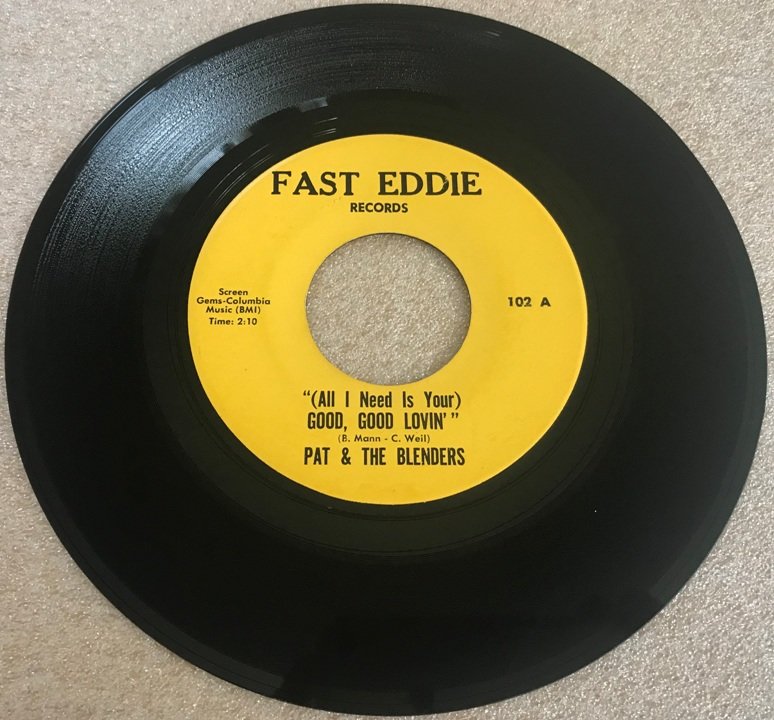 FAST EDDIE
RECORDS
Screen
Gems-Columbia
Music (BMI)
Time: 2:10
102 A
"(All I Need Is Your)
GOOD, GOOD LOVIN'"
(B. Mann - C. Weil)
PAT & THE BLENDERS